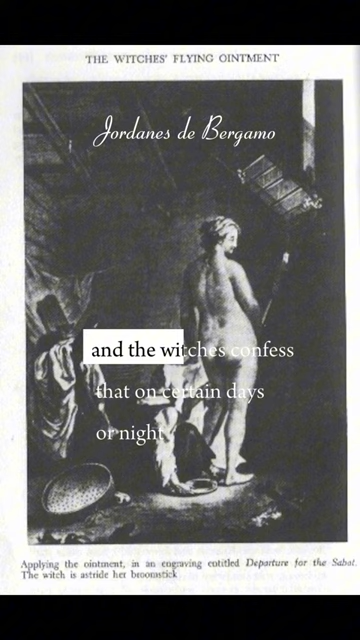 THE WITCHES' FLYING OINTMENT
Jordanes de Bergamo
and the witches confess
that on certain days
or night
Applying the ointment, in an engraving entitled Departure for the Sabat.
The witch is astride her broomstick